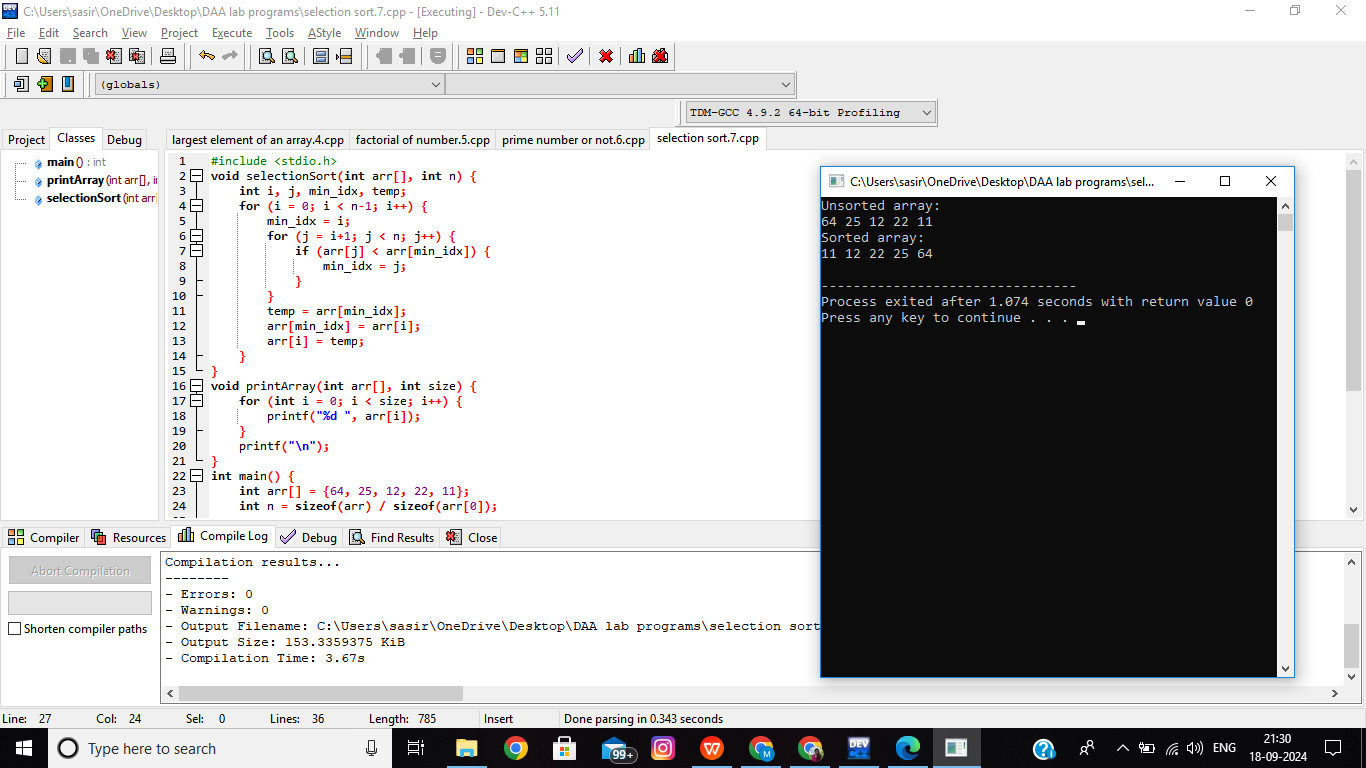 C:\Users\sasir\OneDrive\Desktop\DAA lab programs\selection sort.7.cpp - [Executing] - Dev-C++ 5.11
File Edit Search View Project Execute Tools AStyle Window Help
(globals)
TDM-GCC 4.9.2 64-bit Profiling
Project Classes Debug
largest element of an array.4.cpp factorial of number.5.cpp prime number or not.6.cpp selection sort.7.cpp
main () : int
printArray (int arr[], i
selectionSort (int arr
1 #include <stdio.h>
2 void selectionSort(int arr[], int n) {
3 int i, j, min_idx, temp;
4 for (i = 0; i < n-1; i++) {
5 min_idx = i;
6 for (j = i+1; j < n; j++) {
7 if (arr[j] < arr[min_idx]) {
8 min_idx = j;
9 }
10 }
11 temp = arr[min_idx];
12 arr[min_idx] = arr[i];
13 arr[i] = temp;
14 }
15 }
16 void printArray(int arr[], int size) {
17 for (int i = 0; i < size; i++) {
18 printf("%d ", arr[i]);
19 }
20 printf("\n");
21 }
22 int main() {
23 int arr[] = {64, 25, 12, 22, 11};
24 int n = sizeof(arr) / sizeof(arr[0]);
C:\Users\sasir\OneDrive\Desktop\DAA lab programs\sel...
Unsorted array:
64 25 12 22 11
Sorted array:
11 12 22 25 64
--------------------------------
Process exited after 1.074 seconds with return value 0
Press any key to continue . . .
Compiler Resources Compile Log Debug Find Results Close
Abort Compilation
Shorten compiler paths
Compilation results...
--------
- Errors: 0
- Warnings: 0
- Output Filename: C:\Users\sasir\OneDrive\Desktop\DAA lab programs\selection sort
- Output Size: 153.3359375 KiB
- Compilation Time: 3.67s
Line: 27 Col: 24 Sel: 0 Lines: 36 Length: 785 Insert Done parsing in 0.343 seconds
Type here to search
99+
DEV
ENG
21:30
18-09-2024